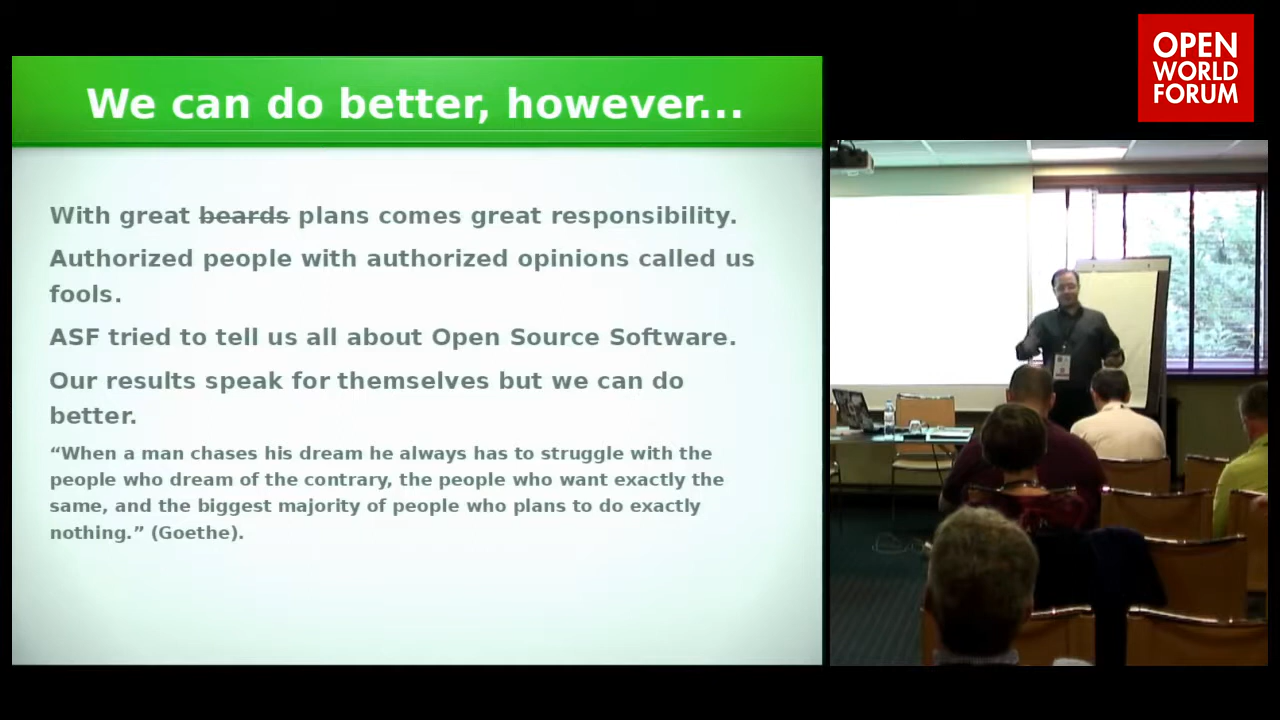 OPEN
WORLD
FORUM
We can do better, however...
With great beards plans comes great responsibility.
Authorized people with authorized opinions called us
fools.
ASF tried to tell us all about Open Source Software.
Our results speak for themselves but we can do
better.
“When a man chases his dream he always has to struggle with the
people who dream of the contrary, the people who want exactly the
same, and the biggest majority of people who plans to do exactly
nothing.” (Goethe).